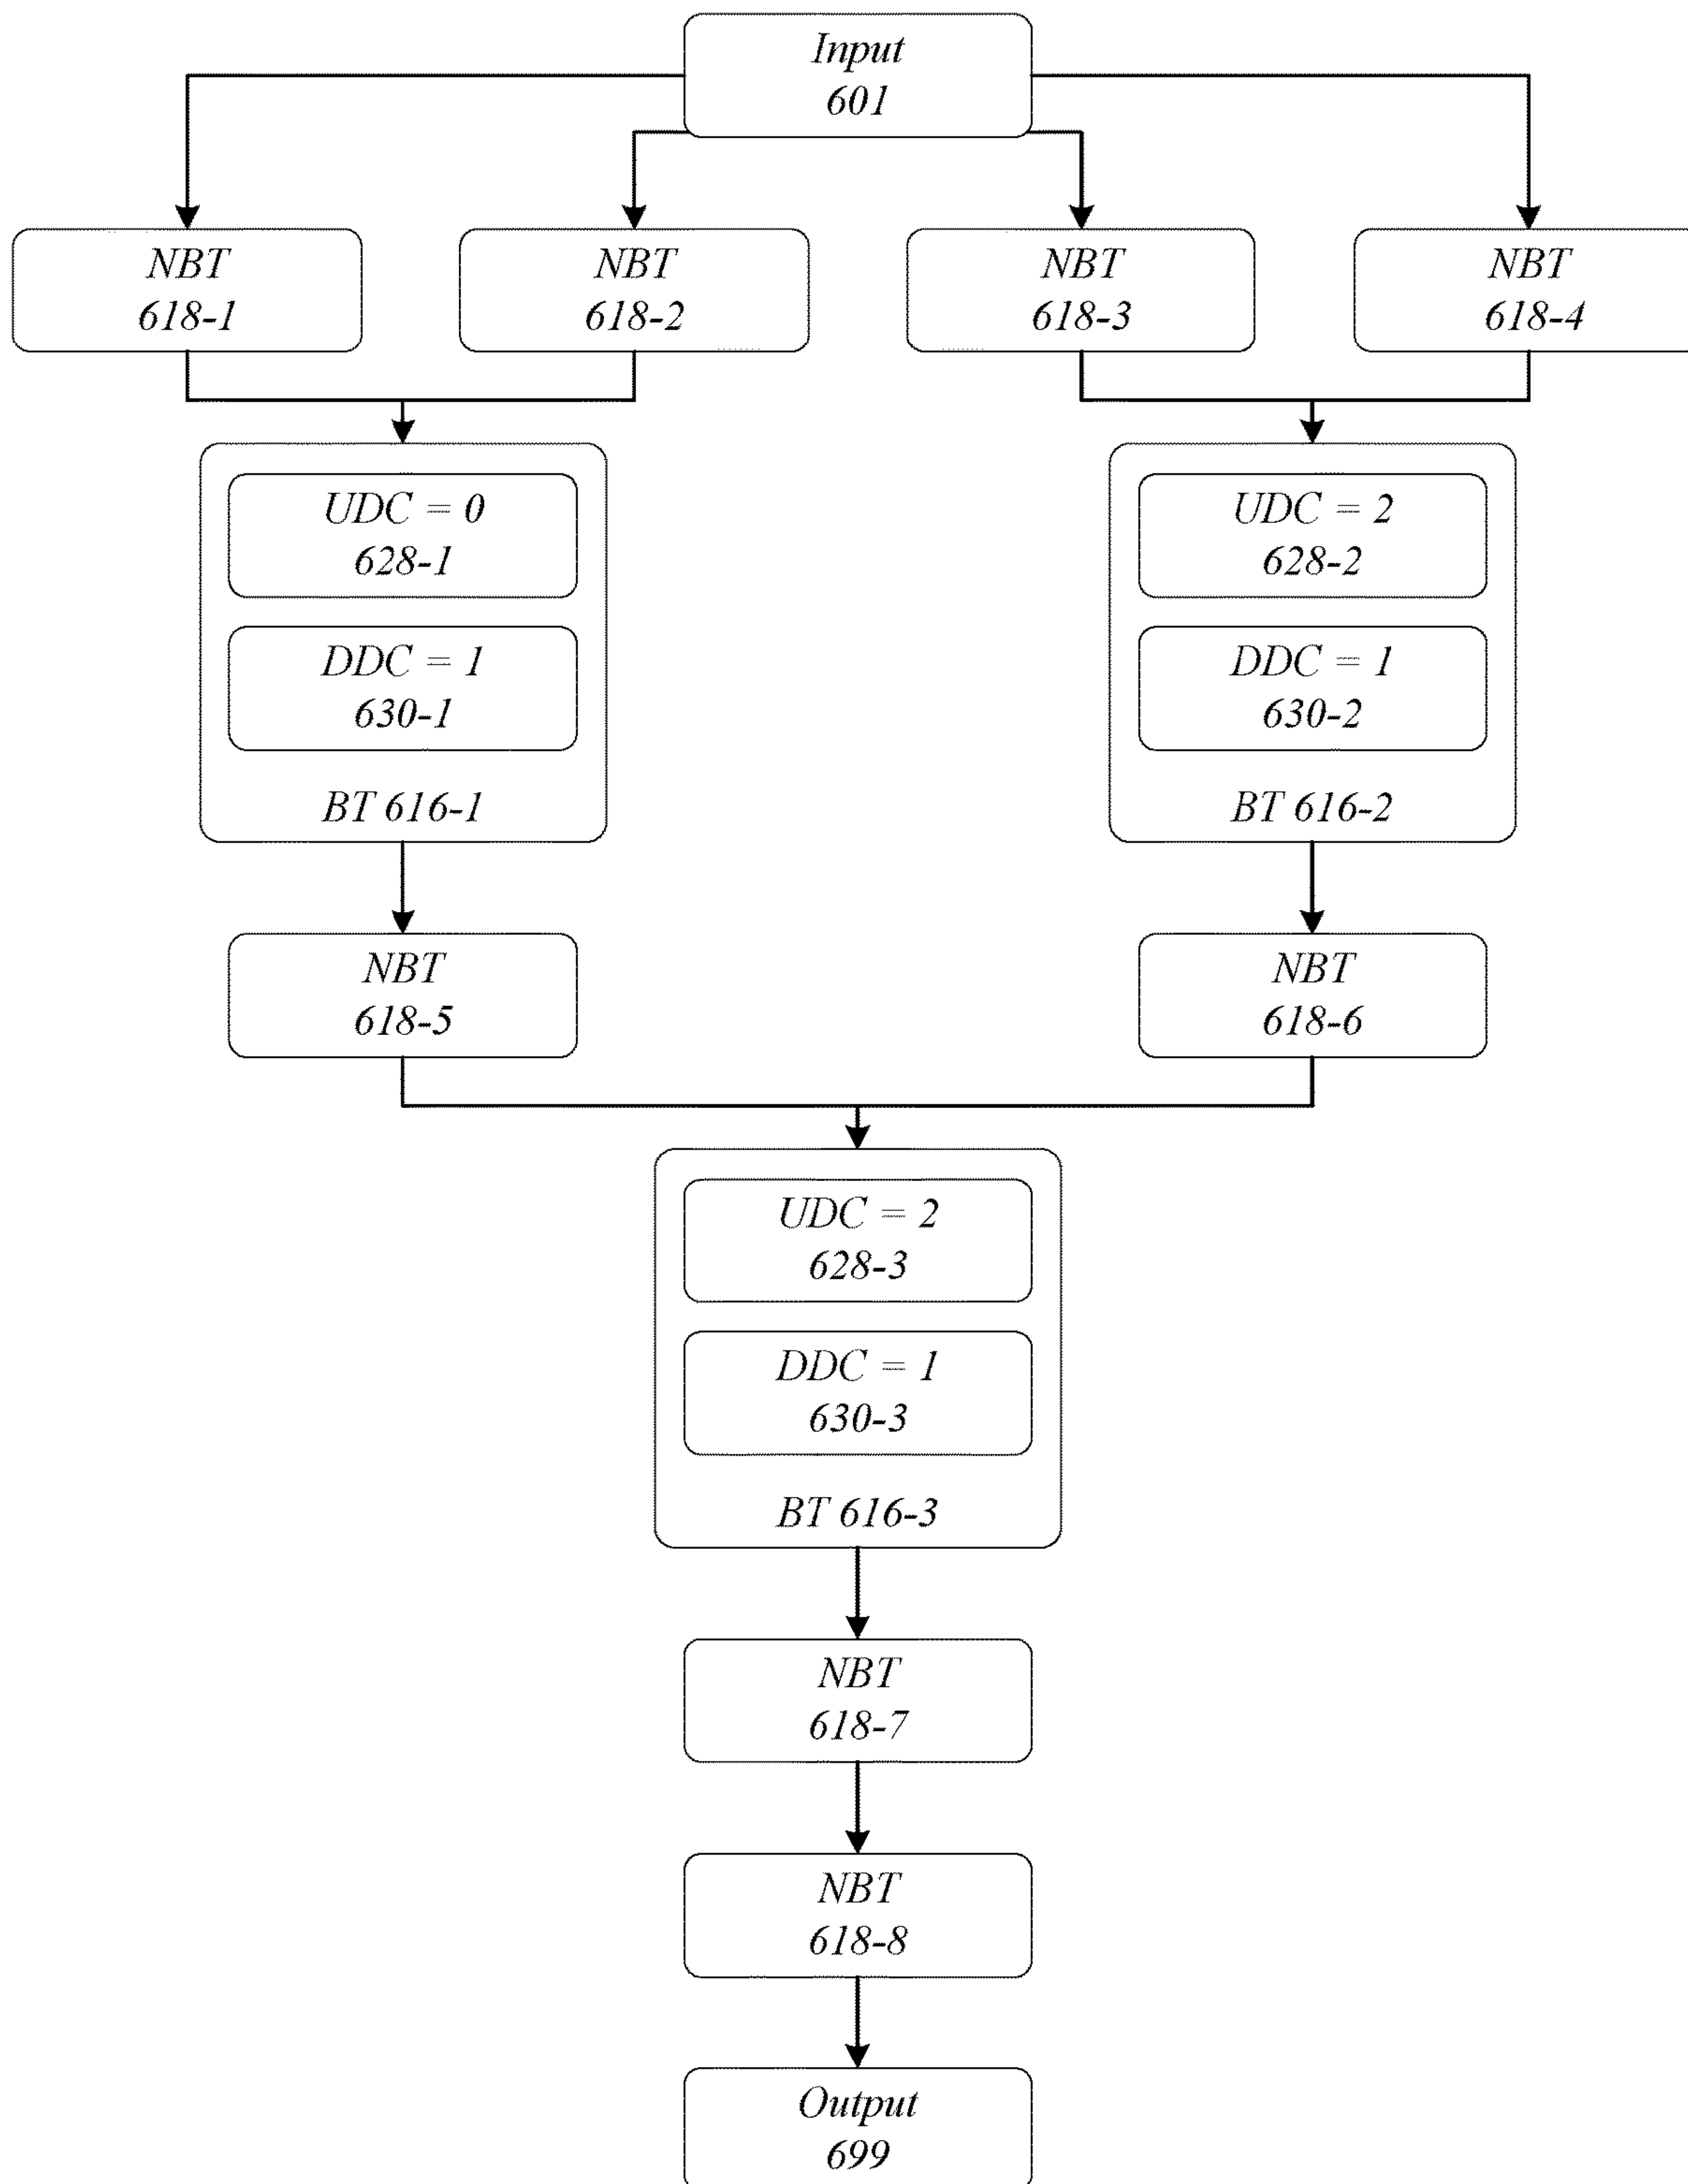 Input
601
NBT
618-1
NBT
618-2
NBT
618-3
NBT
618-4
UDC = 0
628-1
DDC = 1
630-1
BT 616-1
UDC = 2
628-2
DDC = 1
630-2
BT 616-2
NBT
618-5
NBT
618-6
UDC = 2
628-3
DDC = 1
630-3
BT 616-3
NBT
618-7
NBT
618-8
Output
699